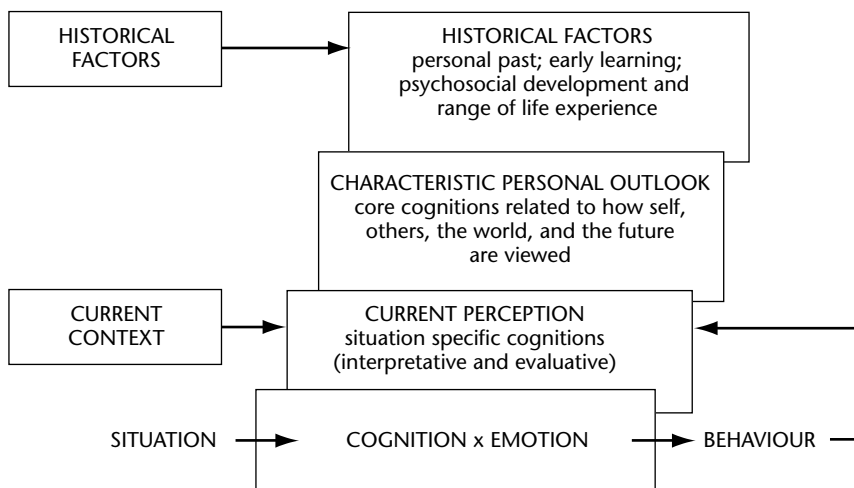 HISTORICAL
FACTORS
HISTORICAL FACTORS
personal past; early learning;
psychosocial development and
range of life experience
CHARACTERISTIC PERSONAL OUTLOOK
core cognitions related to how self,
others, the world, and the future
are viewed
CURRENT
CONTEXT
CURRENT PERCEPTION
situation specific cognitions
(interpretative and evaluative)
SITUATION
COGNITION x EMOTION
BEHAVIOUR